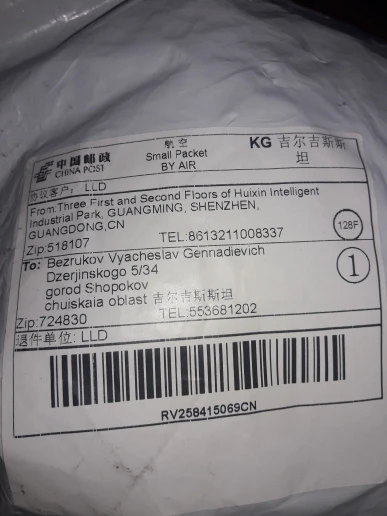 中国邮政
CHINA POST
航空
Small Packet
BY AIR
KG 吉尔吉斯斯
坦
协议客户: LLD
From:Three First and Second Floors of Huixin Intelligent
Industrial Park, GUANGMING, SHENZHEN,
GUANGDONG,CN
Zip:518107 TEL:8613211008337
128F
To: Bezrukov Vyacheslav Gennadievich
Dzerjinskogo 5/34
gorod Shopokov
chuiskaia oblast 吉尔吉斯斯坦
1
Zip:724830 TEL:553681202
退件单位: LLD
RV258415069CN